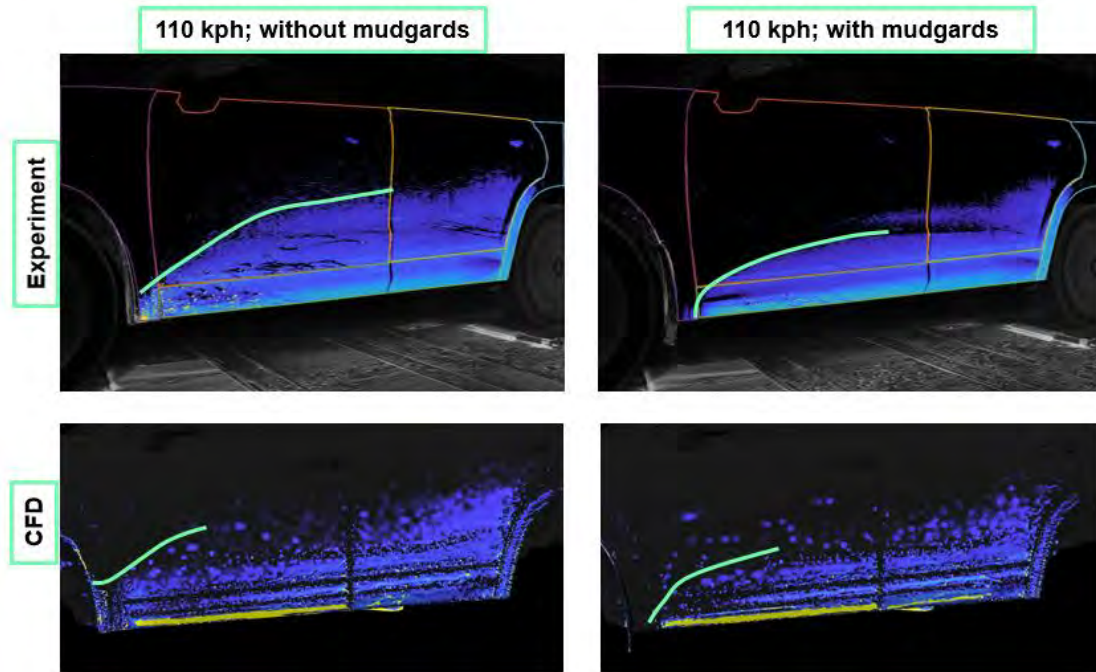 110 kph; without mudgards
110 kph; with mudgards
Experiment
CFD